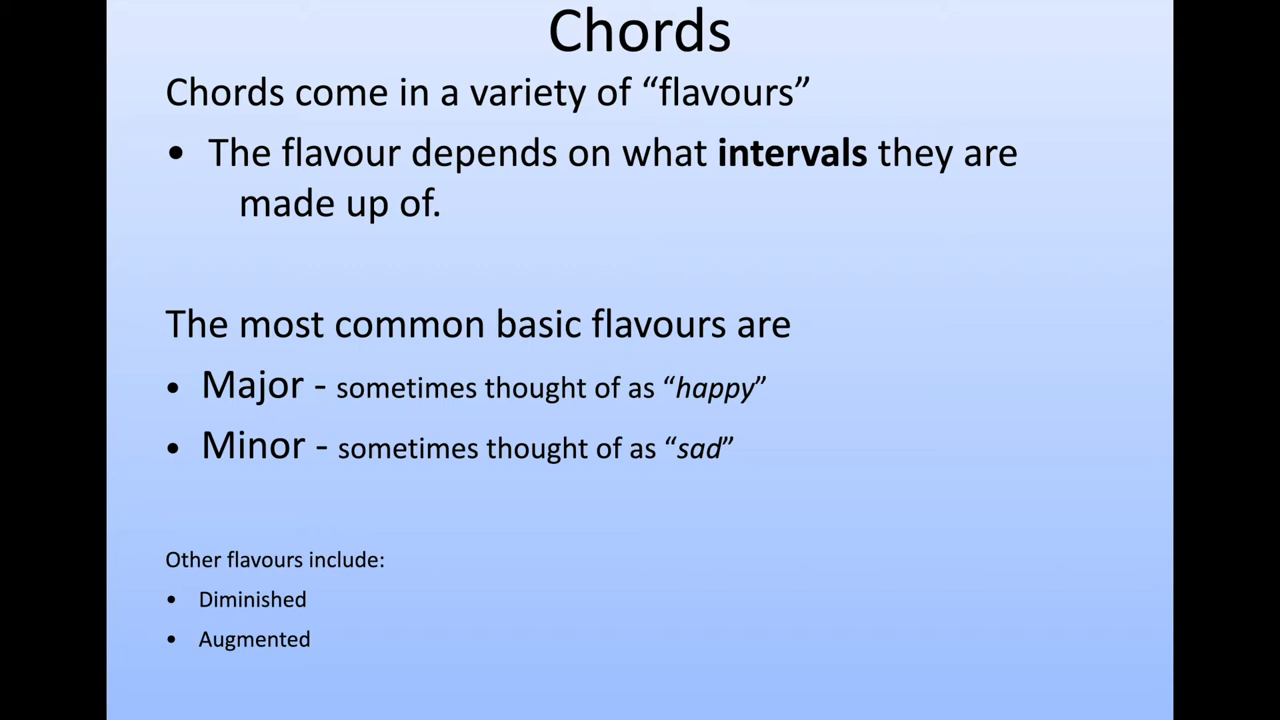 Chords
Chords come in a variety of “flavours”
• The flavour depends on what intervals they are
made up of.
The most common basic flavours are
• Major - sometimes thought of as “happy”
• Minor - sometimes thought of as “sad”
Other flavours include:
• Diminished
• Augmented